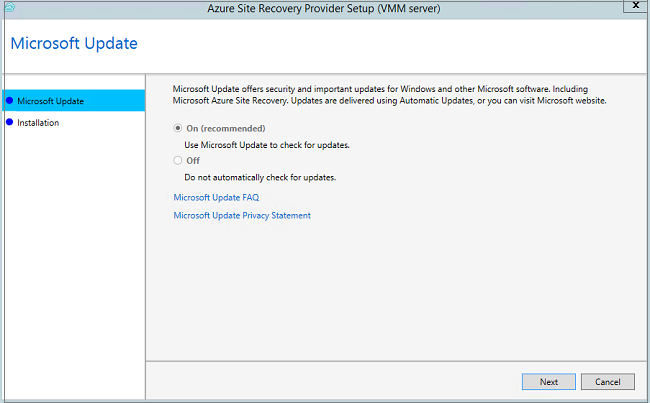 Azure Site Recovery Provider Setup (VMM server)
x
Microsoft Update
Microsoft Update
Installation
Microsoft Update offers security and important updates for Windows and other Microsoft software. Including
Microsoft Azure Site Recovery. Updates are delivered using Automatic Updates, or you can visit Microsoft website.
On (recommended)
Use Microsoft Update to check for updates.
Off
Do not automatically check for updates.
Microsoft Update FAQ
Microsoft Update Privacy Statement
Next
Cancel